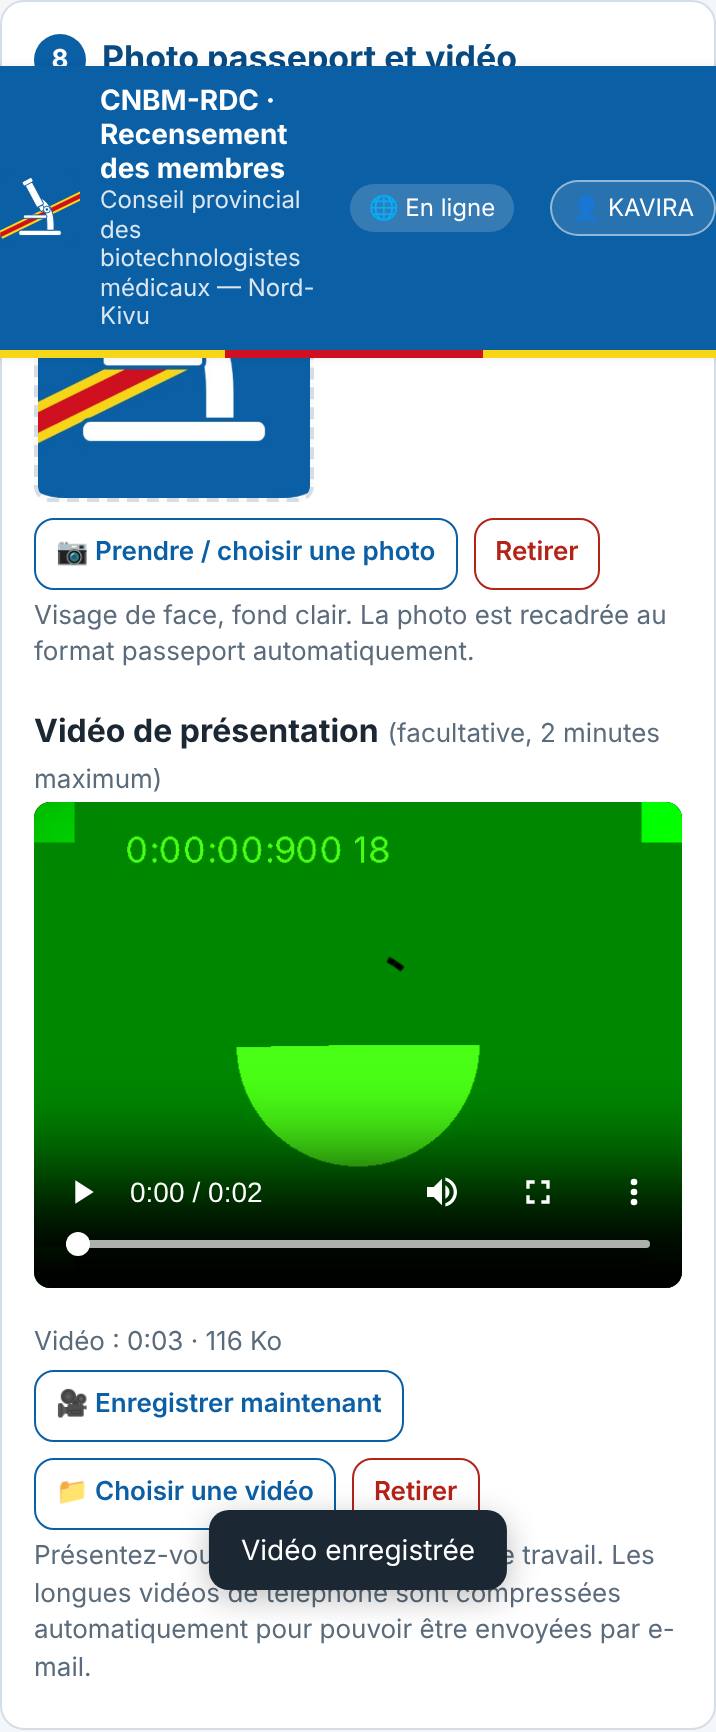 8 Photo passeport et vidéo
CNBM-RDC ·
Recensement
des membres
Conseil provincial
des
biotechnologistes
médicaux — Nord-
Kivu
🌐 En ligne
👤 KAVIRA
📷 Prendre / choisir une photo
Retirer
Visage de face, fond clair. La photo est recadrée au
format passeport automatiquement.
Vidéo de présentation (facultative, 2 minutes
maximum)
0:00:00:900 18
0:00 / 0:02
Vidéo : 0:03 · 116 Ko
🎥 Enregistrer maintenant
📁 Choisir une vidéo
Retirer
Vidéo enregistrée
Présentez-vou travail. Les
longues vidéos de téléphone sont compressées
automatiquement pour pouvoir être envoyées par e-
mail.